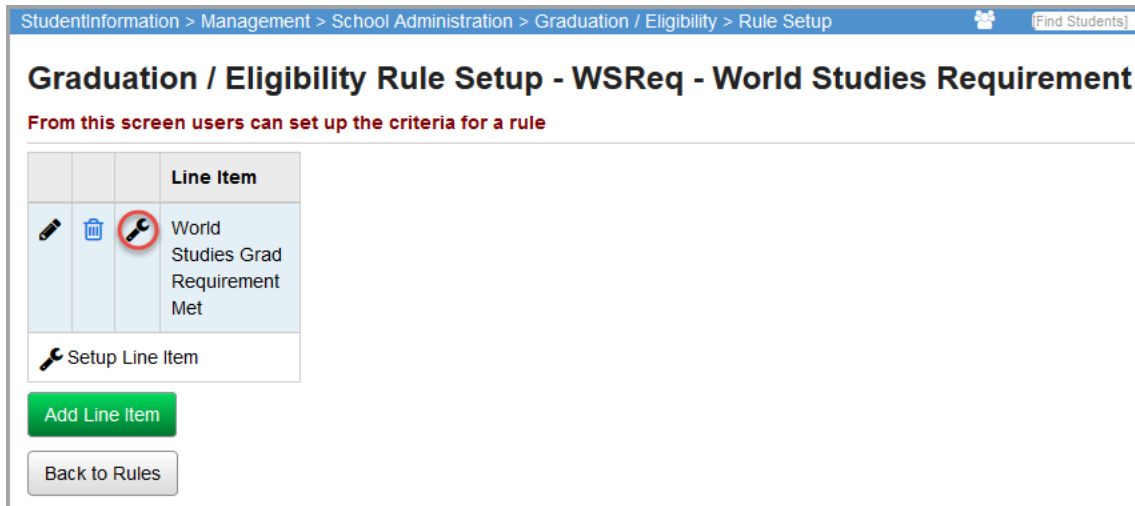 StudentInformation > Management > School Administration > Graduation / Eligibility > Rule Setup
[Find Students]
Graduation / Eligibility Rule Setup - WSReq - World Studies Requirement
From this screen users can set up the criteria for a rule
Line Item
World
Studies Grad
Requirement
Met
Setup Line Item
Add Line Item
Back to Rules